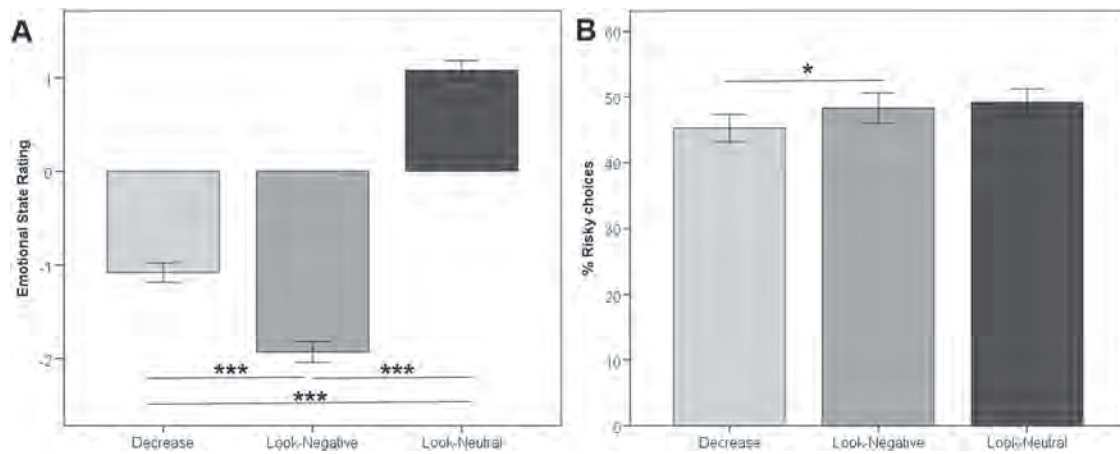 A
Emotional State Rating
1
0
-1
-2
***
***
***
Decrease
Look-Negative
Look-Neutral
B
% Risky choices
60
50
40
30
20
10
0
*
Decrease
Look-Negative
Look-Neutral